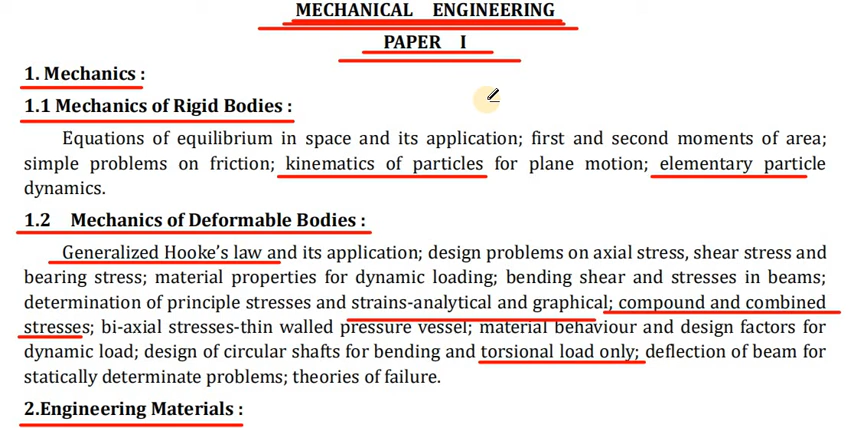 MECHANICAL ENGINEERING
PAPER I
1. Mechanics :
1.1 Mechanics of Rigid Bodies :
Equations of equilibrium in space and its application; first and second moments of area;
simple problems on friction; kinematics of particles for plane motion; elementary particle
dynamics.
1.2 Mechanics of Deformable Bodies :
Generalized Hooke's law and its application; design problems on axial stress, shear stress and
bearing stress; material properties for dynamic loading; bending shear and stresses in beams;
determination of principle stresses and strains-analytical and graphical; compound and combined
stresses; bi-axial stresses-thin walled pressure vessel; material behaviour and design factors for
dynamic load; design of circular shafts for bending and torsional load only; deflection of beam for
statically determinate problems; theories of failure.
2.Engineering Materials :